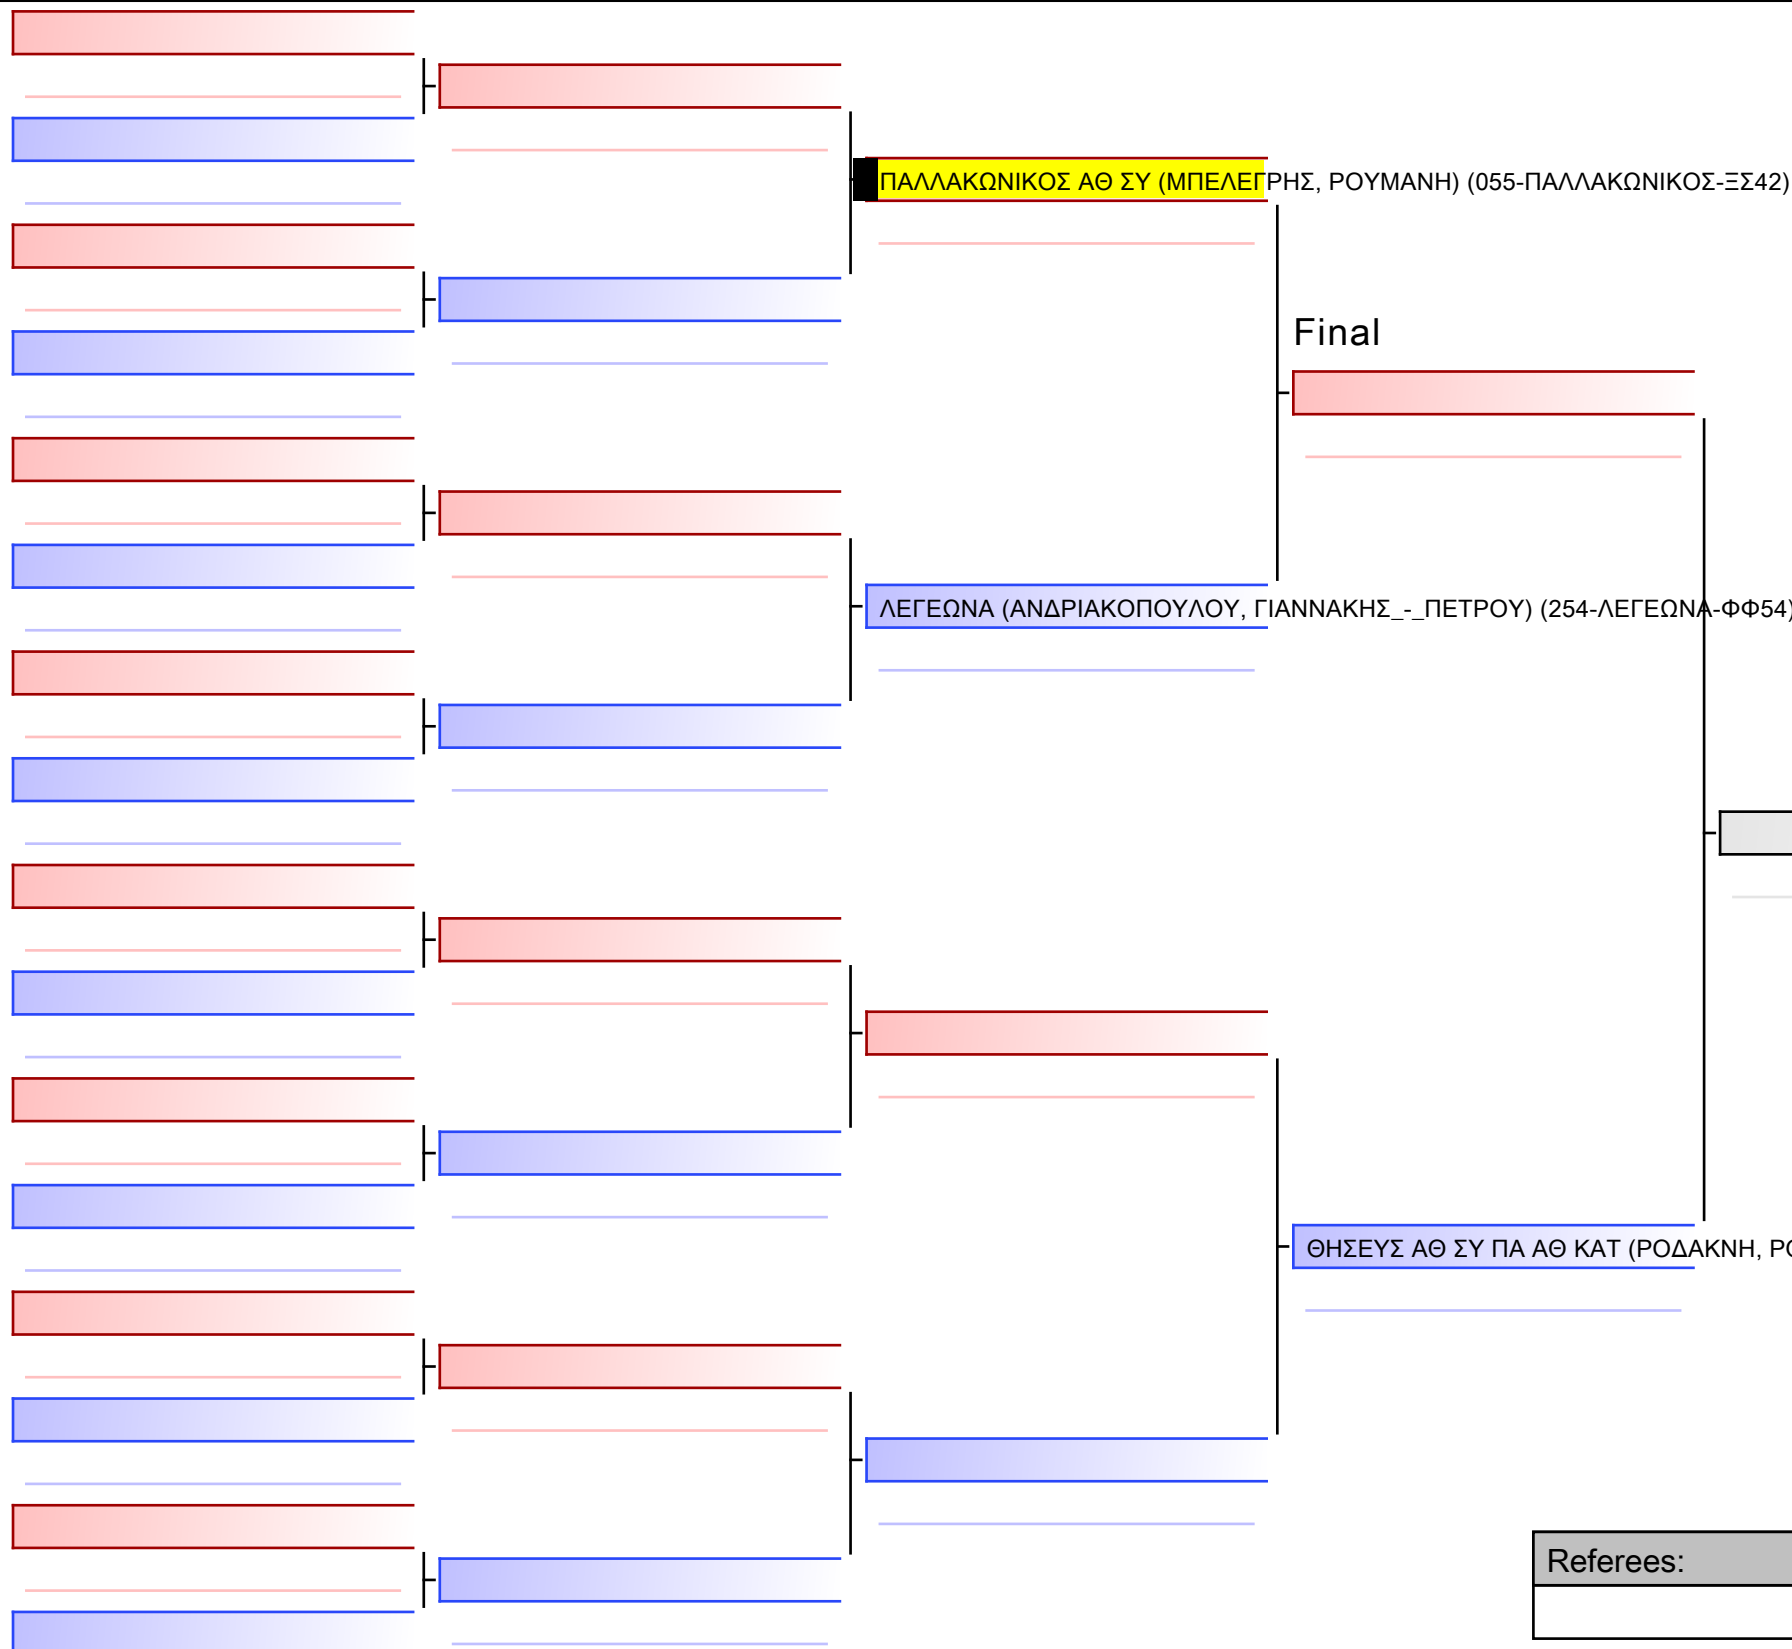 ΠΑΛΛΑΚΩΝΙΚΟΣ ΑΘ ΣΥ (ΜΠΕΛΕΓΡΗΣ, ΡΟΥΜΑΝΗ) (055-ΠΑΛΛΑΚΩΝΙΚΟΣ-ΞΣ42)
Final
ΛΕΓΕΩΝΑ (ΑΝΔΡΙΑΚΟΠΟΥΛΟΥ, ΓΙΑΝΝΑΚΗΣ_-_ΠΕΤΡΟΥ) (254-ΛΕΓΕΩΝΑ-ΦΦ54)
ΘΗΣΕΥΣ ΑΘ ΣΥ ΠΑ ΑΘ ΚΑΤ (ΡΟΔΑΚΝΗ,
Referees: